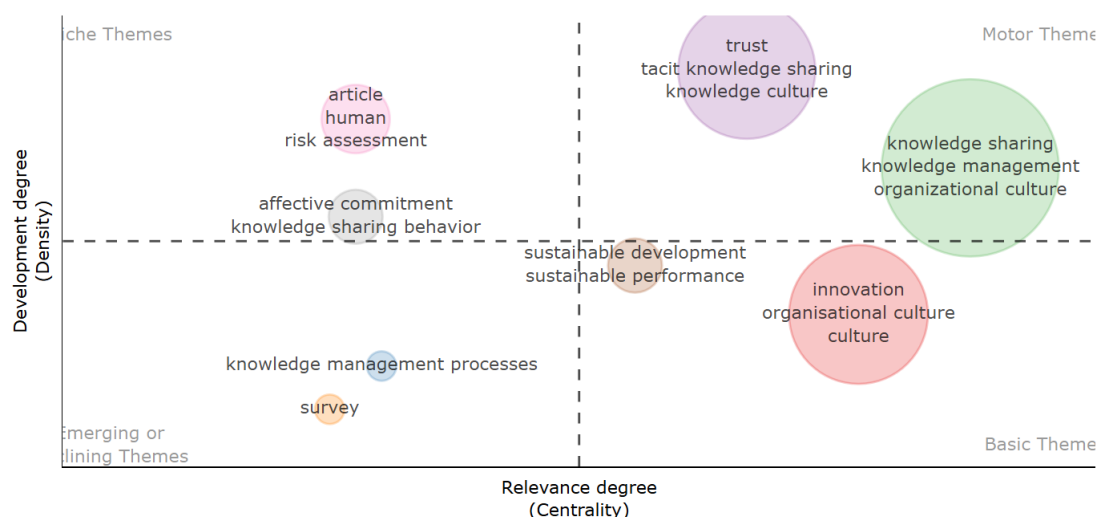 iche Themes
Motor Theme
trust
tacit knowledge sharing
knowledge culture
article
human
risk assessment
knowledge sharing
knowledge management
organizational culture
affective commitment
knowledge sharing behavior
sustainable development
sustainable performance
innovation
organisational culture
culture
knowledge management processes
survey
Emerging or
lining Themes
Basic Theme
Development degree
(Density)
Relevance degree
(Centrality)